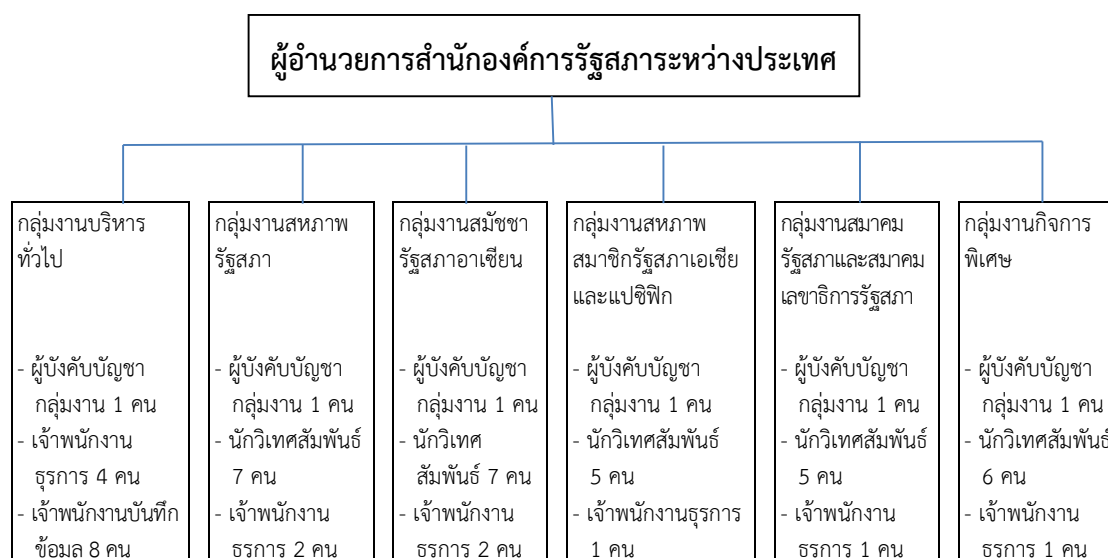 ผู้อำนวยการสำนักองค์การรัฐสภาระหว่างประเทศ
กลุ่มงานบริหาร
ทั่วไป
- ผู้บังคับบัญชา
กลุ่มงาน 1 คน
- เจ้าพนักงาน
ธุรการ 4 คน
- เจ้าพนักงานบันทึก
ข้อมูล 8 คน
กลุ่มงานสหภาพ
รัฐสภา
- ผู้บังคับบัญชา
กลุ่มงาน 1 คน
- นักวิเทศสัมพันธ์
7 คน
- เจ้าพนักงาน
ธุรการ 2 คน
กลุ่มงานสมัชชา
รัฐสภาอาเซียน
- ผู้บังคับบัญชา
กลุ่มงาน 1 คน
- นักวิเทศ
สัมพันธ์ 7 คน
- เจ้าพนักงาน
ธุรการ 2 คน
กลุ่มงานสหภาพ
สมาชิกรัฐสภาเอเชีย
และแปซิฟิก
- ผู้บังคับบัญชา
กลุ่มงาน 1 คน
- นักวิเทศสัมพันธ์
5 คน
- เจ้าพนักงานธุรการ
1 คน
กลุ่มงานสมาคม
รัฐสภาและสมาคม
เลขาธิการรัฐสภา
- ผู้บังคับบัญชา
กลุ่มงาน 1 คน
- นักวิเทศสัมพันธ์
5 คน
- เจ้าพนักงาน
ธุรการ 1 คน
กลุ่มงานกิจการ
พิเศษ
- ผู้บังคับบัญชา
กลุ่มงาน 1 คน
- นักวิเทศสัมพันธ์
6 คน
- เจ้าพนักงาน
ธุรการ 1 คน